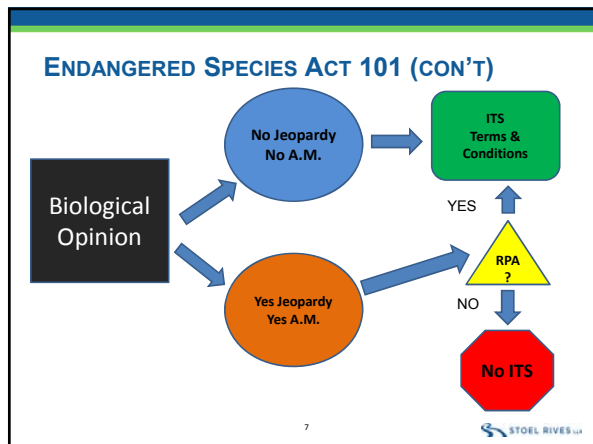 ENDANGERED SPECIES ACT 101 (CON'T)
No Jeopardy
No A.M.
ITS
Terms &
Conditions
Biological
Opinion
YES
RPA
?
Yes Jeopardy
Yes A.M.
NO
No ITS
7
STOEL RIVES LLP